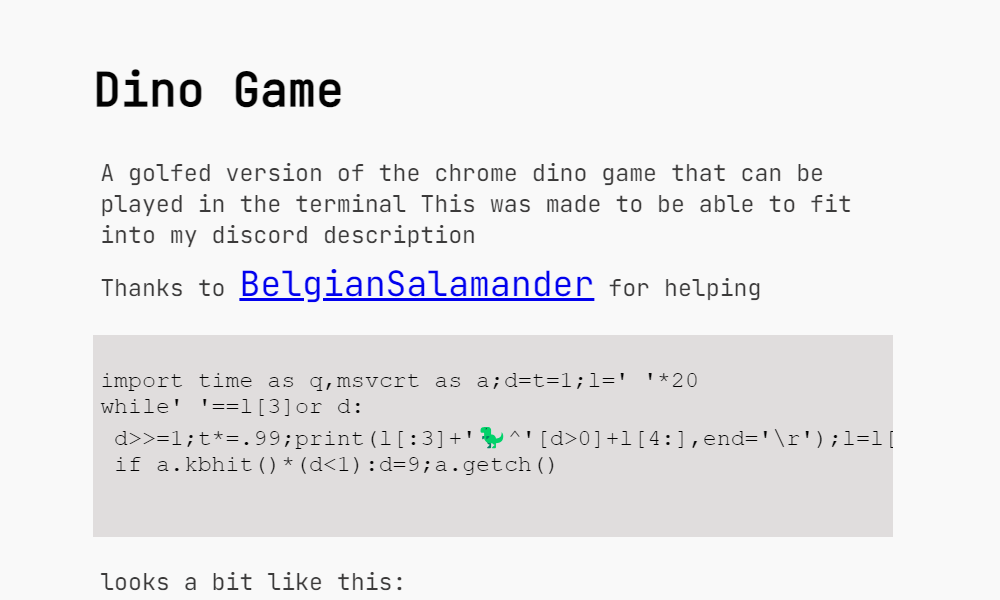 Dino Game
A golfed version of the chrome dino game that can be
played in the terminal This was made to be able to fit
into my discord description
Thanks to BelgianSalamander for helping
import time as q,msvcrt as a;d=t=1;l=' '*20
while' '==l[3]or d:
 d>>=1;t*=.99;print(l[:3]+'🦖^'[d>0]+l[4:],end='\r');l=l[
 if a.kbhit()*(d<1):d=9;a.getch()
looks a bit like this: